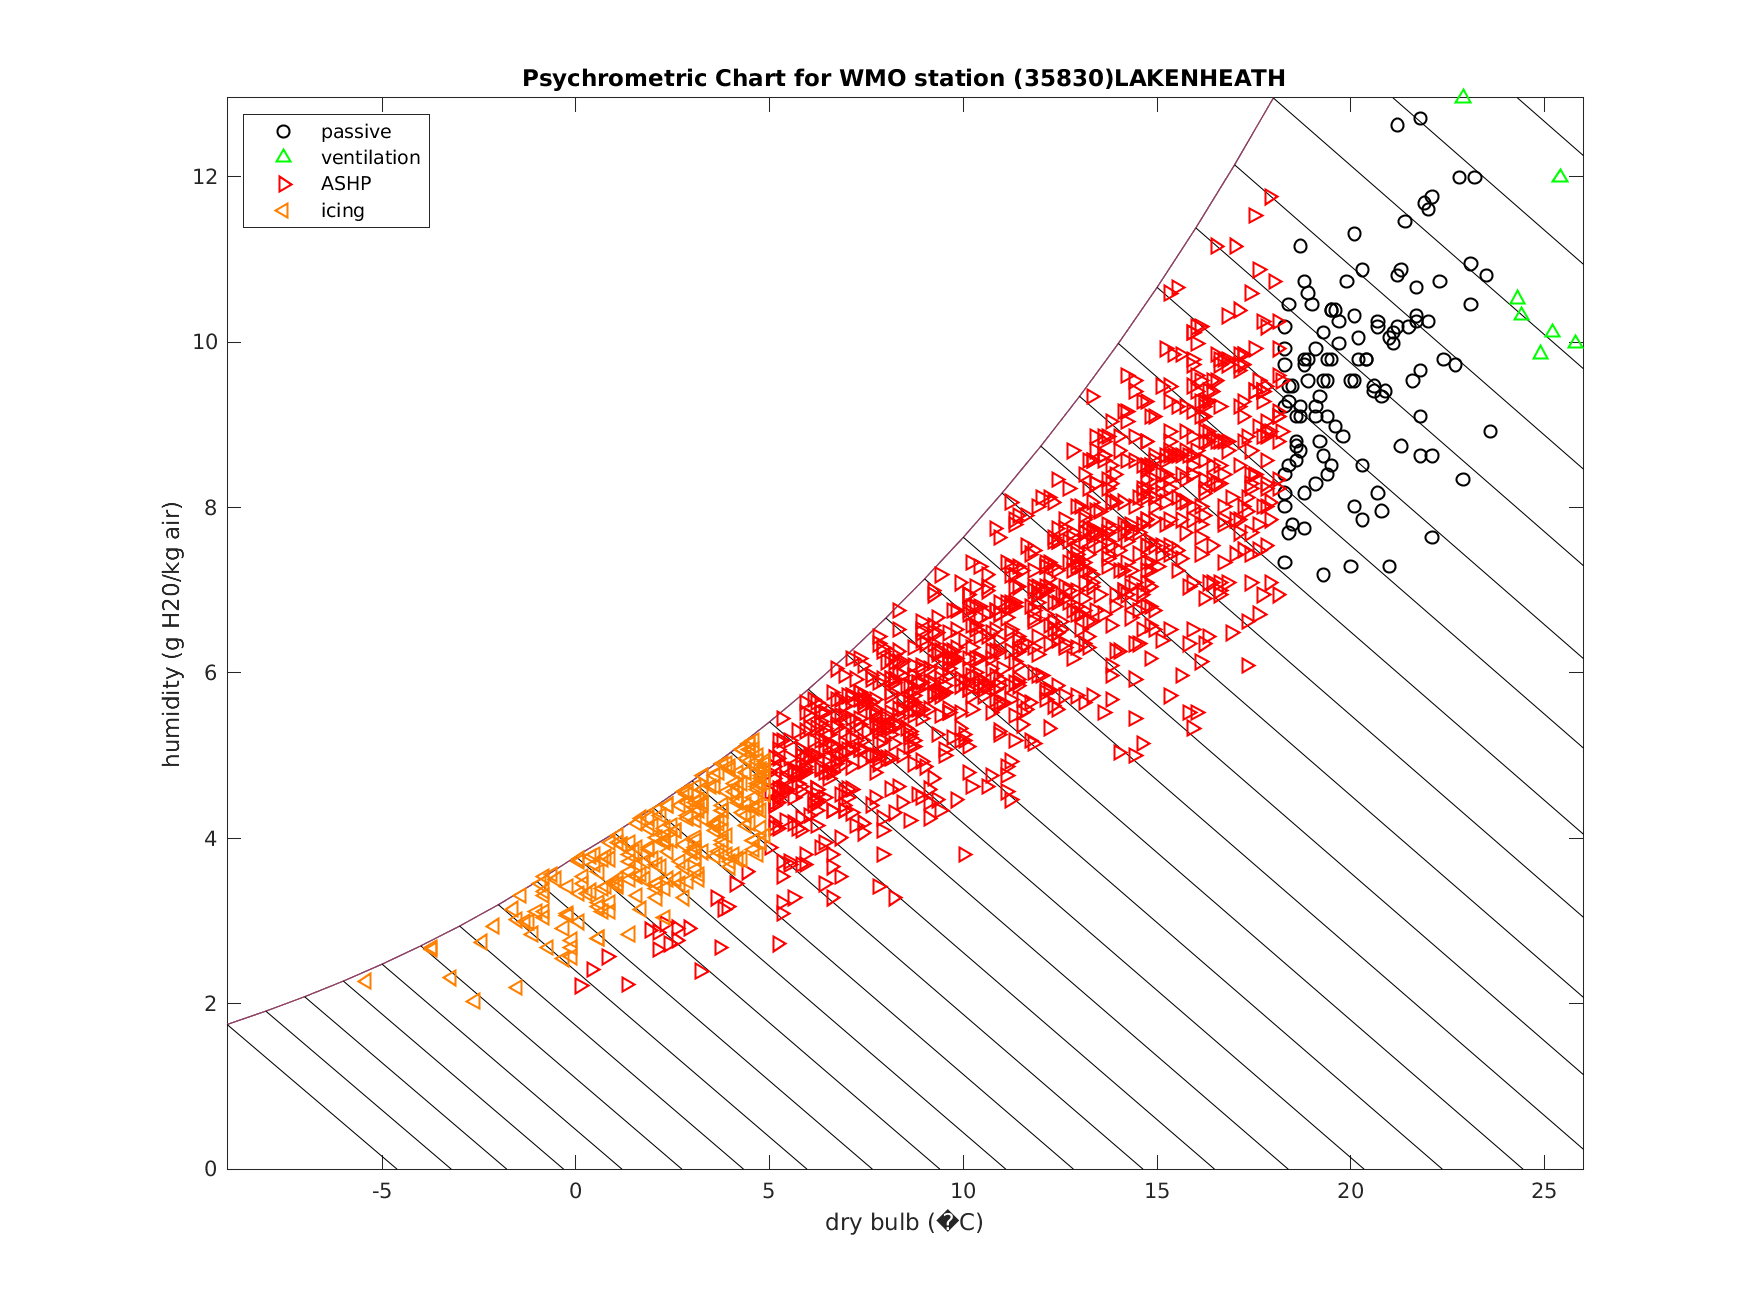 Psychrometric Chart for WMO station (35830)LAKENHEATH
passive
ventilation
ASHP
icing
12
10
8
6
4
2
0
humidity (g H20/kg air)
-5 0 5 10 15 20 25
dry bulb (�C)